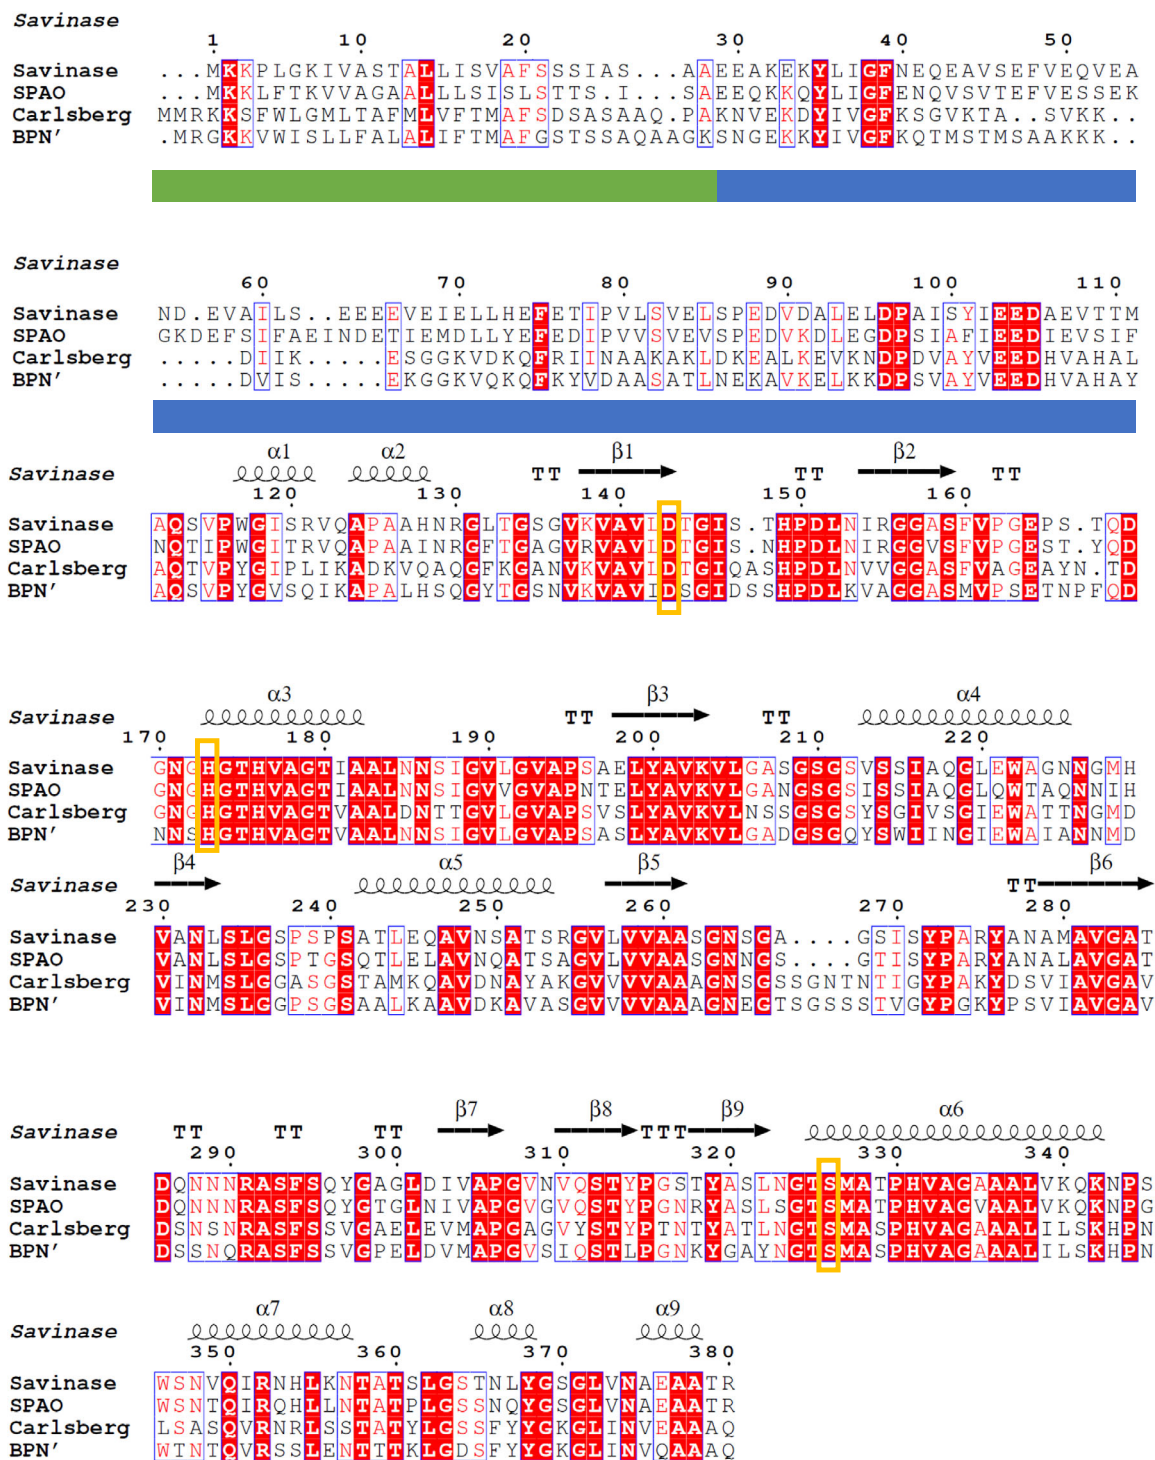 Savinase
1 10 20 30 40 50
Savinase ...MKKPLGKIVASTALLISVAFSSSIAS...AAEEAKEKYLIGFNEQEAVSEFVEQVEA
SPAO ...MKKLFTKVVAGAALLLSISLSTTS.I...SAEEQKKQYLIGFENQVSVTEFVESSEK
Carlsberg MMRKKSFWLGMLTAFMLVFTMAFSDSASAAQ.PAKNVEKDYIVGFKSGVKTA..SVKK..
BPN′ .MRGKKVWISLLFALALIFTMAFGSTSSAQAAGKSNGEKKYIVGFKQTMSTMSAAKKK..
Savinase
60 70 80 90 100 110
Savinase ND.EVAILS..EEEEVEIELLHEFETIPVLSVELSPEDVDALELDPAISYIEEDAEVTTM
SPAO GKDEFSIFAEINDETIEMDLLYEFEDIPVVSVEVSPEDVKDLEGDPSIAFIEEDIEVSIF
Carlsberg .....DIIK.....ESGGKVDKQFRIINAAKAKLDKEALKEVKNDPDVAYVEEDHVAHAL
BPN′ .....DVIS.....EKGGKVQKQFKYVDAASATLNEKAVKELKKDPSVAYVEEDHVAHAY
α1 α2 β1 β2
Savinase TT TT TT
120 130 140 150 160
Savinase AQSVPWGISRVQAPAAHNRGLTGSGVKVAVLDTGIS.THPDLNIRGGASFVPGEPS.TQD
SPAO NQTIPWGITRVQAPAAINRGFTGAGVRVAVLDTGIS.NHPDLNIRGGVSFVPGEST.YQD
Carlsberg AQTVPYGIPLIKADKVQAQGFKGANVKVAVLDTGIQASHPDLNVVGGASFVAGEAYN.TD
BPN′ AQSVPYGVSQIKAPALHSQGYTGSNVKVAVIDSGIDSSHPDLKVAGGASMVPSETNPFQD
α3 β3 α4
Savinase TT TT
170 180 190 200 210 220
Savinase GNGHGTHVAGTIAALNNSIGVLGVAPSAELYAVKVLGASGSGSVSSIAQGLEWAGNNGMH
SPAO GNGHGTHVAGTIAALNNSIGVVGVAPNTELYAVKVLGANGSGSISSIAQGLQWTAQNNIH
Carlsberg GNGHGTHVAGTVAALDNTTGVLGVAPSVSLYAVKVLNSSGSGSYSGIVSGIEWATTNGMD
BPN′ NNSHGTHVAGTVAALNNSIGVLGVAPSASLYAVKVLGADGSGQYSWIINGIEWAIANNMD
β4 α5 β5 β6
Savinase TT
230 240 250 260 270 280
Savinase VANLSLGSPSPSATLEQAVNSATSRGVLVVAASGNSGA....GSISYPARYANAMAVGAT
SPAO VANLSLGSPTGSQTLELAVNQATSAGVLVVAASGNNGS....GTISYPARYANALAVGAT
Carlsberg VINMSLGGASGSTAMKQAVDNAYAKGVVVVAAAGNSGSSGNTNTIGYPAKYDSVIAVGAV
BPN′ VINMSLGGPSGSAALKAAVDKAVASGVVVVAAAGNEGTSGSSSTVGYPGKYPSVIAVGAV
β7 β8 β9 α6
Savinase TT TT TT TTT
290 300 310 320 330 340
Savinase DQNNNRASFSQYGAGLDIVAPGVNVQSTYPGSTYASLNGTSMATPHVAGAAALVKQKNPS
SPAO DQNNNRASFSQYGTGLNIVAPGVGVQSTYPGNRYASLSGTSMATPHVAGVAALVKQKNPG
Carlsberg DSNSNRASFSSVGAELEVMAPGAGVYSTYPTNTYATLNGTSMASPHVAGAAALILSKHPN
BPN′ DSSNQRASFSSVGPELDVMAPGVSIQSTLPGNKYGAYNGTSMASPHVAGAAALILSKHPN
α7 α8 α9
Savinase
350 360 370 380
Savinase WSNVQIRNHLKNTATSLGSTNLYGSGLVNAEAATR
SPAO WSNTQIRQHLLNTATPLGSSNQYGSGLVNAEAATR
Carlsberg LSASQVRNRLSSTATYLGSSFYYGKGLINVEAAAQ
BPN′ WTNTQVRSSLENTTTKLGDSFYYGKGLINVQAAAQ